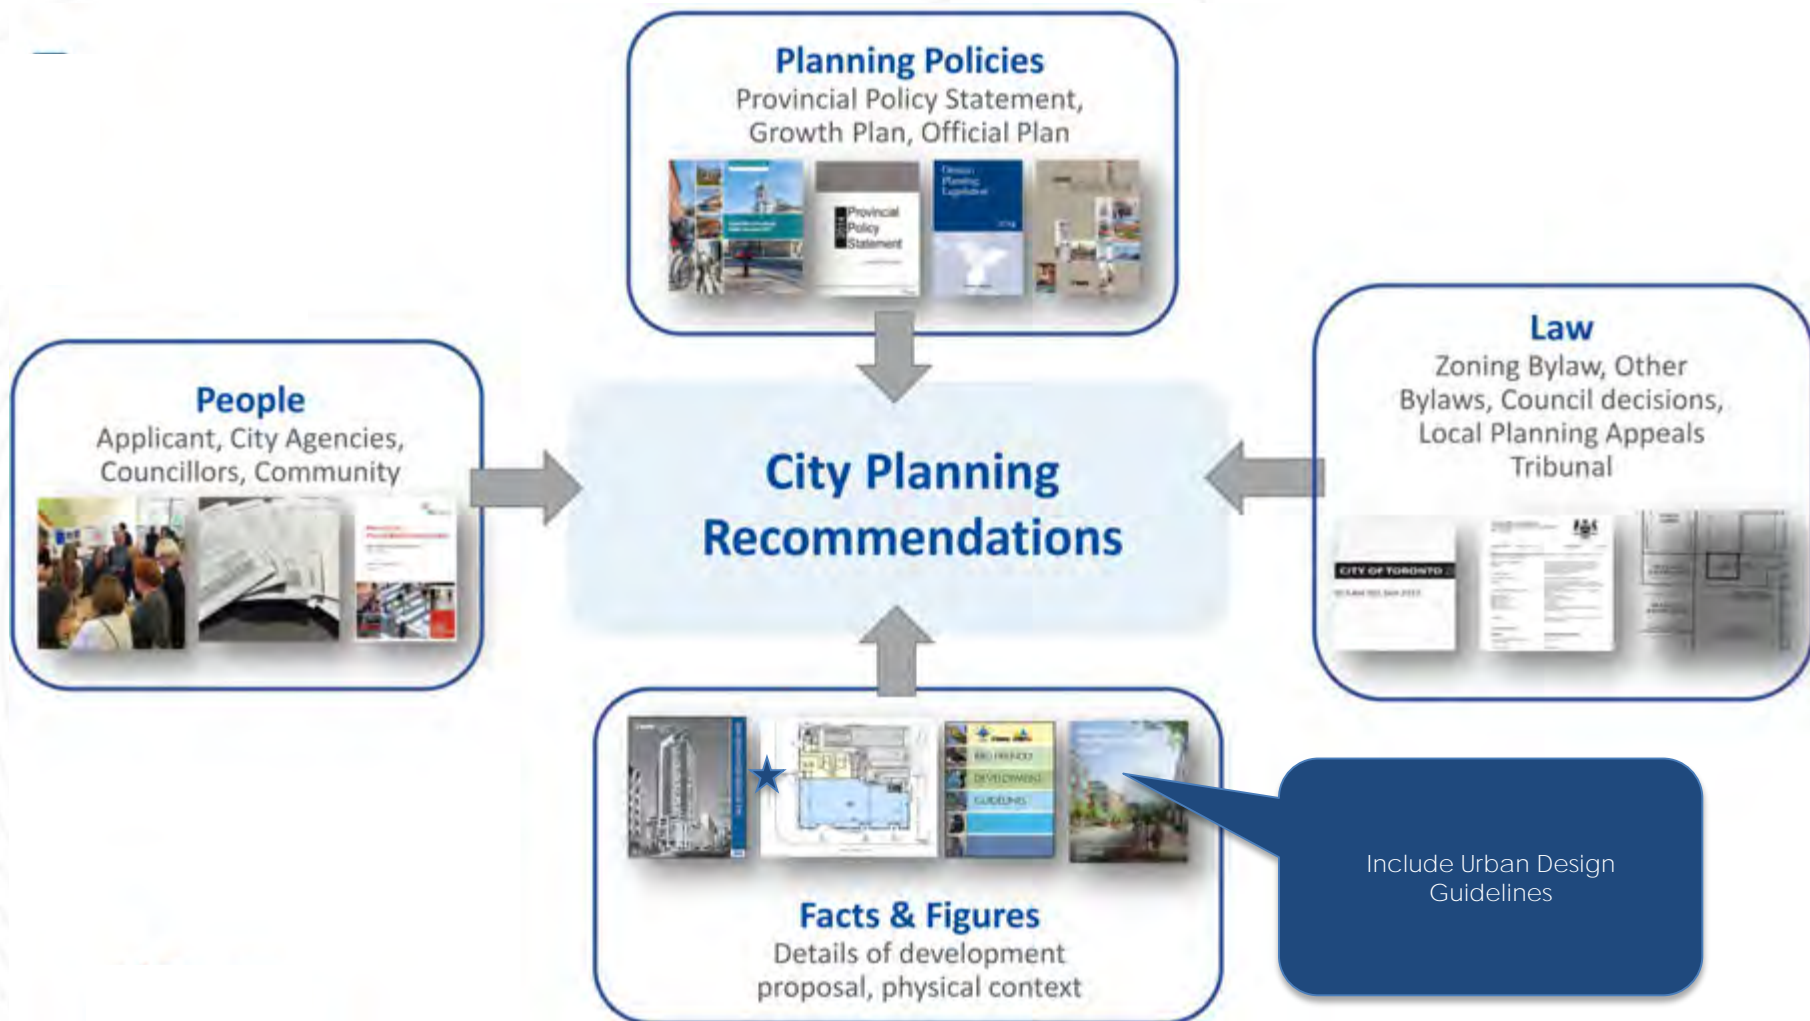 Planning Policies
Provincial Policy Statement,
Growth Plan, Official Plan
Provincial
Policy
Statement
2014
Planning
People
Applicant, City Agencies,
Councillors, Community
City Planning
Recommendations
Law
Zoning Bylaw, Other
Bylaws, Council decisions,
Local Planning Appeals
Tribunal
CITY OF TORONTO
DEVELOPMENT
GUIDELINES
Facts & Figures
Details of development
proposal, physical context
Include Urban Design
Guidelines